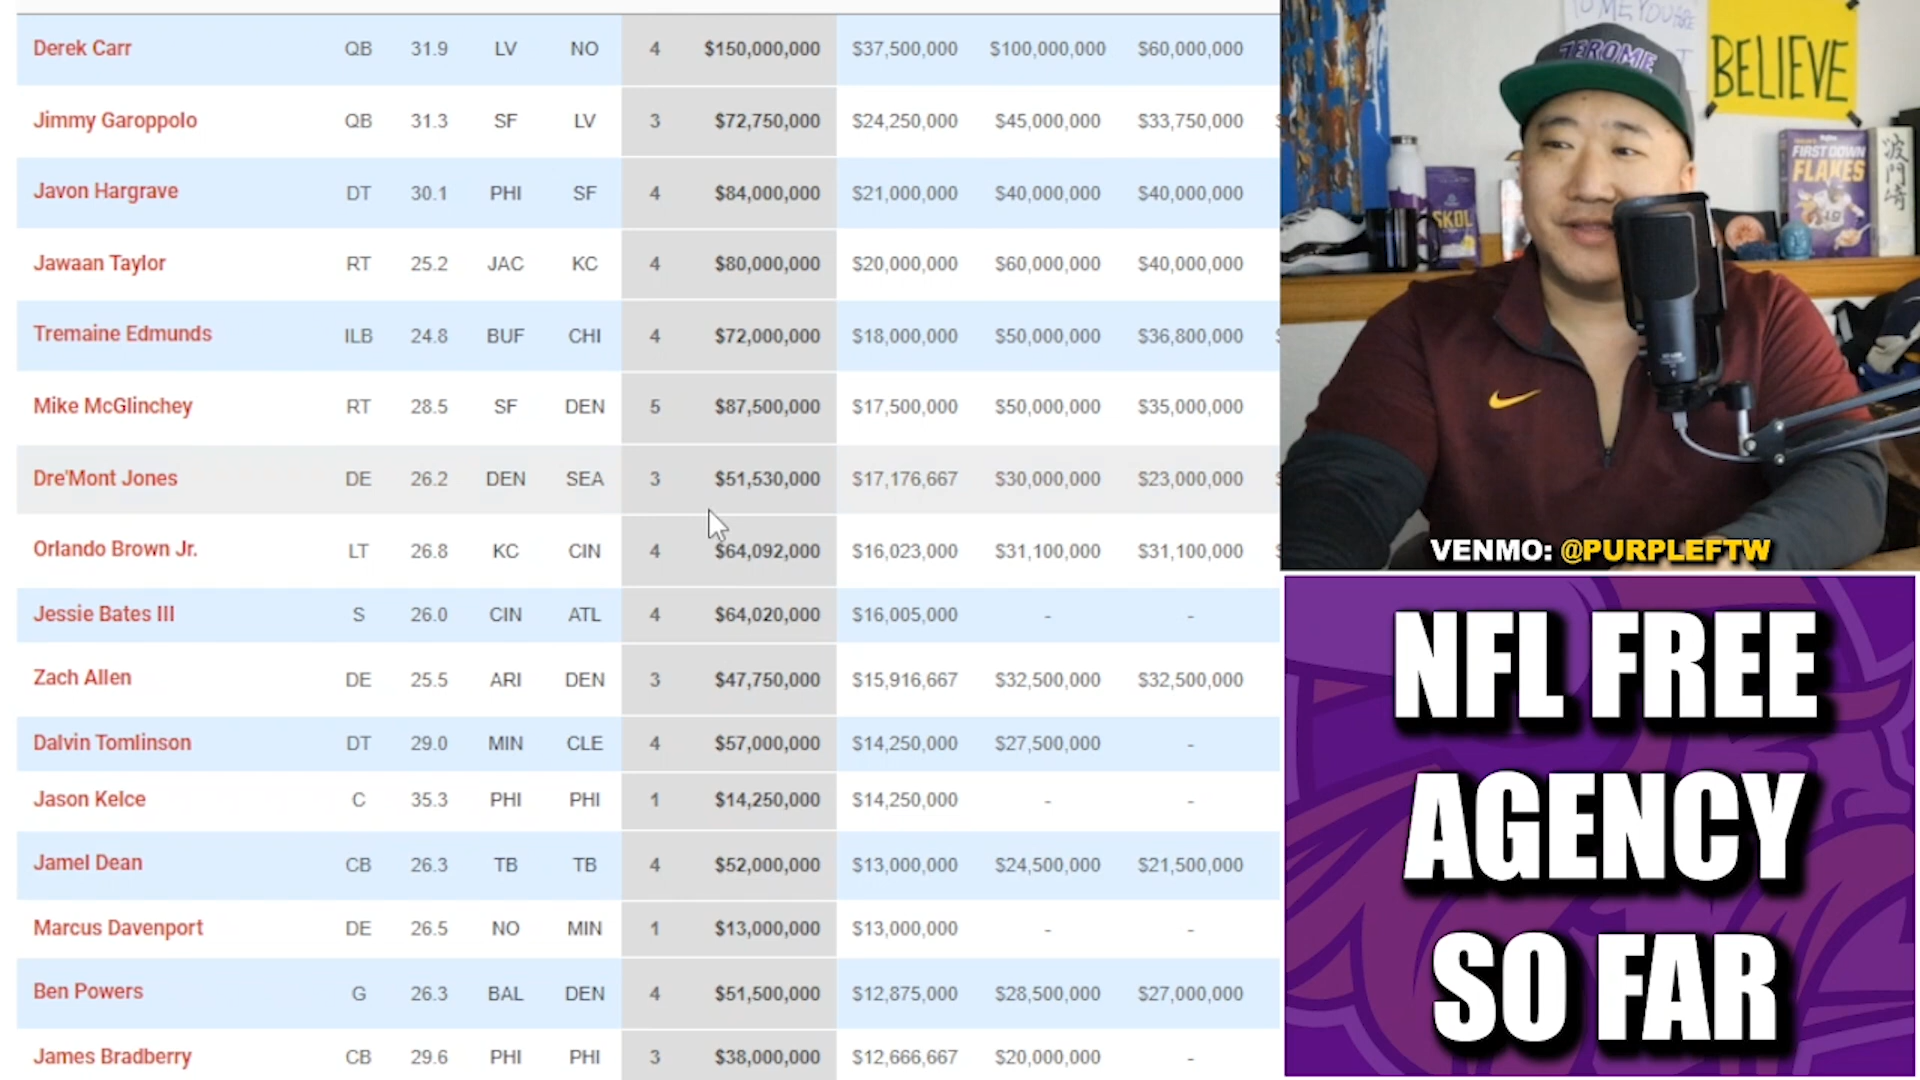 Derek Carr QB 31.9 LV NO 4 $150,000,000 $37,500,000 $100,000,000 $60,000,000
Jimmy Garoppolo QB 31.3 SF LV 3 $72,750,000 $24,250,000 $45,000,000 $33,750,000
Javon Hargrave DT 30.1 PHI SF 4 $84,000,000 $21,000,000 $40,000,000 $40,000,000
Jawaan Taylor RT 25.2 JAC KC 4 $80,000,000 $20,000,000 $60,000,000 $40,000,000
Tremaine Edmunds ILB 24.8 BUF CHI 4 $72,000,000 $18,000,000 $50,000,000 $36,800,000
Mike McGlinchey RT 28.5 SF DEN 5 $87,500,000 $17,500,000 $50,000,000 $35,000,000
Dre'Mont Jones DE 26.2 DEN SEA 3 $51,530,000 $17,176,667 $30,000,000 $23,000,000
Orlando Brown Jr. LT 26.8 KC CIN 4 $64,092,000 $16,023,000 $31,100,000 $31,100,000
Jessie Bates III S 26.0 CIN ATL 4 $64,020,000 $16,005,000 - -
Zach Allen DE 25.5 ARI DEN 3 $47,750,000 $15,916,667 $32,500,000 $32,500,000
Dalvin Tomlinson DT 29.0 MIN CLE 4 $57,000,000 $14,250,000 $27,500,000 -
Jason Kelce C 35.3 PHI PHI 1 $14,250,000 $14,250,000 - -
Jamel Dean CB 26.3 TB TB 4 $52,000,000 $13,000,000 $24,500,000 $21,500,000
Marcus Davenport DE 26.5 NO MIN 1 $13,000,000 $13,000,000 - -
Ben Powers G 26.3 BAL DEN 4 $51,500,000 $12,875,000 $28,500,000 $27,000,000
James Bradberry CB 29.6 PHI PHI 3 $38,000,000 $12,666,667 $20,000,000 -
JEROME
BELIEVE
SKOL
FIRST DOWN
FLAKES
VENMO: @PURPLEFTW
NFL FREE
AGENCY
SO FAR